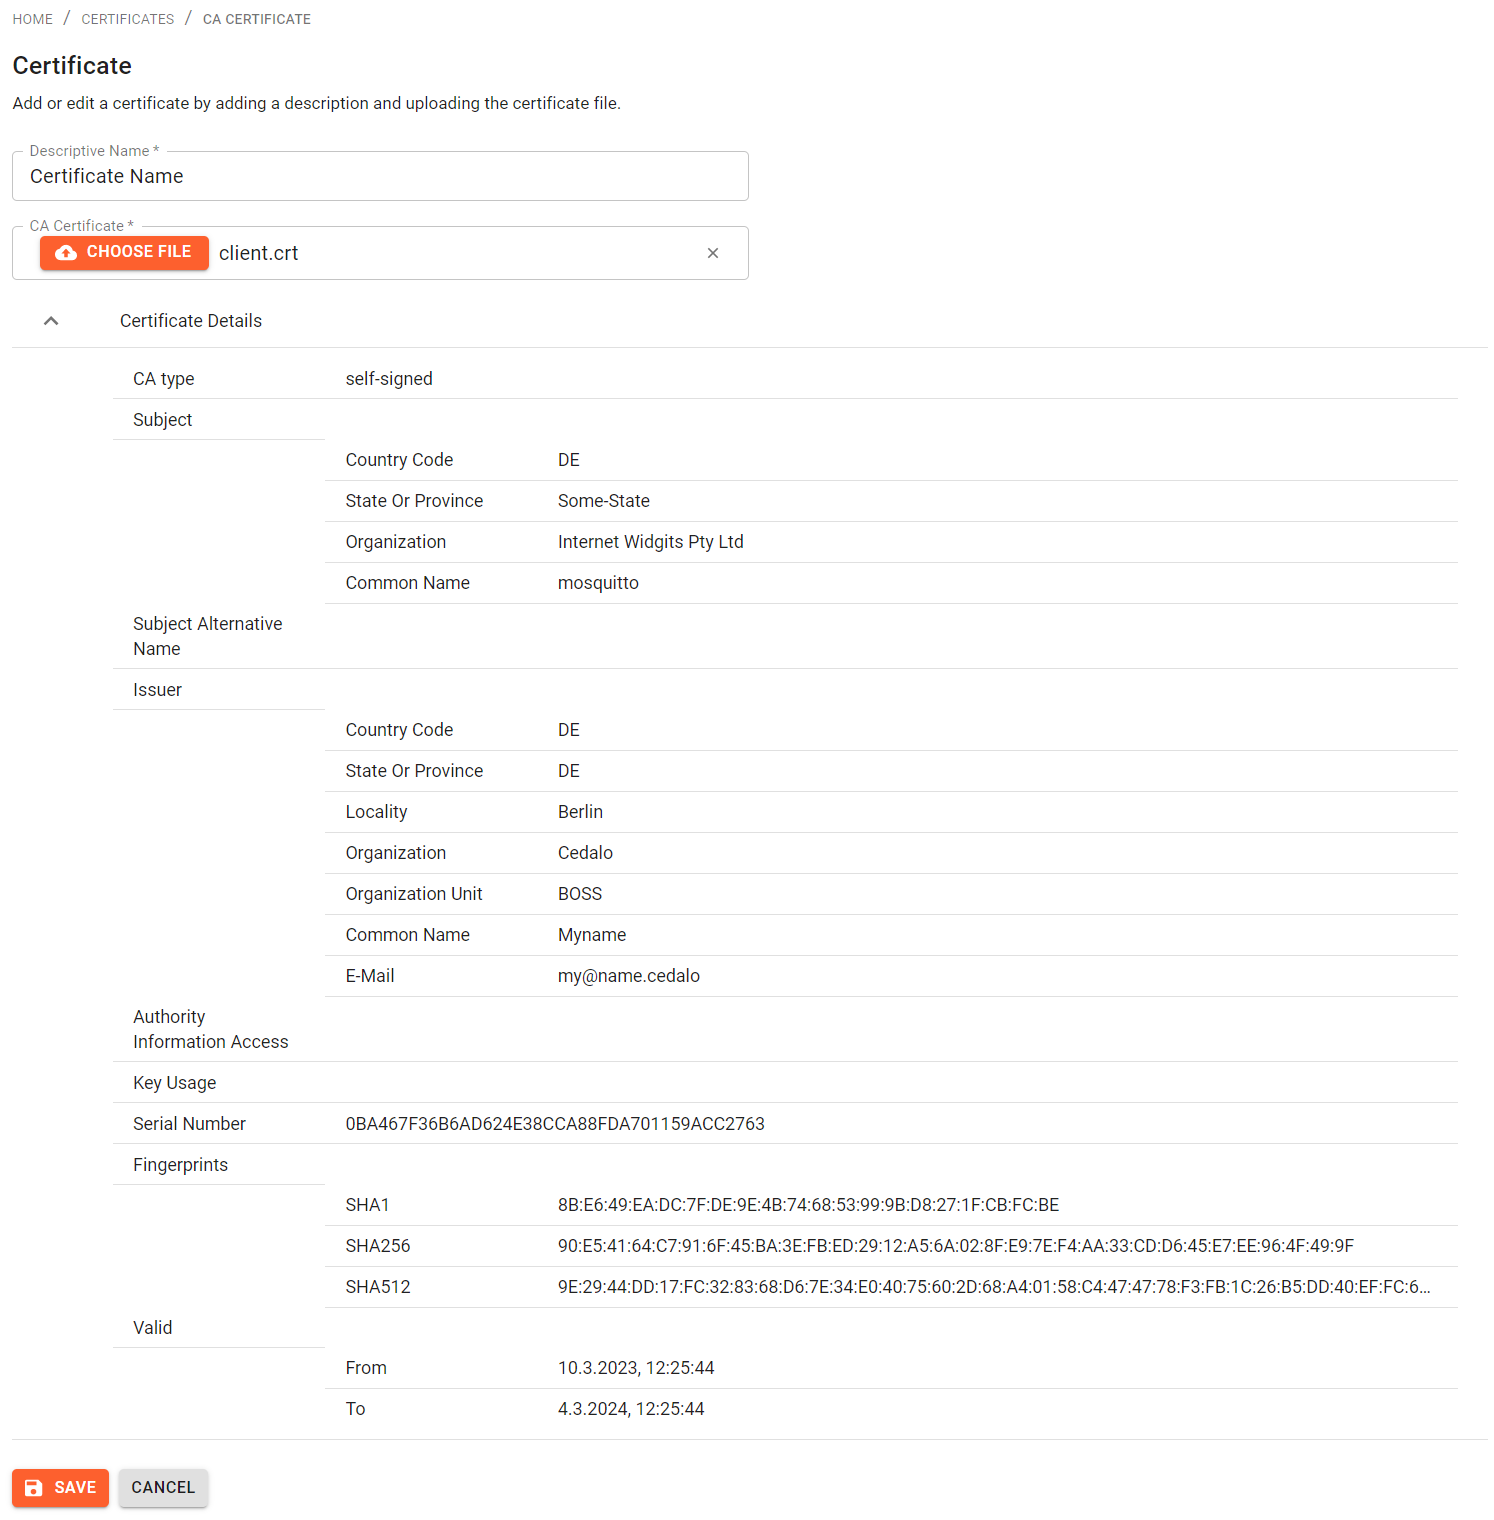 HOME / CERTIFICATES / CA CERTIFICATE
Certificate
Add or edit a certificate by adding a description and uploading the certificate file.
Descriptive Name *
Certificate Name
CA Certificate *
CHOOSE FILE client.crt ×
Certificate Details
CA type self-signed
Subject
Country Code DE
State Or Province Some-State
Organization Internet Widgits Pty Ltd
Common Name mosquitto
Subject Alternative
Name
Issuer
Country Code DE
State Or Province DE
Locality Berlin
Organization Cedalo
Organization Unit BOSS
Common Name Myname
E-Mail my@name.cedalo
Authority
Information Access
Key Usage
Serial Number 0BA467F36B6AD624E38CCA88FDA701159ACC2763
Fingerprints
SHA1 8B:E6:49:EA:DC:7F:DE:9E:4B:74:68:53:99:9B:D8:27:1F:CB:FC:BE
SHA256 90:E5:41:64:C7:91:6F:45:BA:3E:FB:ED:29:12:A5:6A:02:8F:E9:7E:F4:AA:33:CD:D6:45:E7:EE:96:4F:49:9F
SHA512 9E:29:44:DD:17:FC:32:83:68:D6:7E:34:E0:40:75:60:2D:68:A4:01:58:C4:47:47:78:F3:FB:1C:26:B5:DD:40:EF:FC:6...
Valid
From 10.3.2023, 12:25:44
To 4.3.2024, 12:25:44
SAVE CANCEL